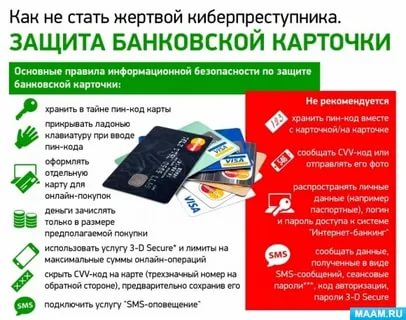 Как не стать жертвой киберпреступника.
ЗАЩИТА БАНКОВСКОЙ КАРТОЧКИ
Основные правила информационной безопасности по защите
банковской карточки:
хранить в тайне пин-код карты
прикрывать ладонью
клавиатуру при вводе
пин-кода
оформлять
отдельную
карту для
онлайн-покупок
деньги зачислять
только в размере
предполагаемой покупки
использовать услугу 3-D Secure* и лимиты на
максимальные суммы онлайн-операций
скрыть CVV-код на карте (трехзначный номер на
обратной стороне), предварительно сохранив его
SMS
подключить услугу "SMS-оповещение"
VISA
VISA
MasterCard
Не рекомендуется
хранить пин-код вместе
с карточкой/на карточке
548
сообщать CVV-код или
отправлять его фото
распространять личные
данные (например
паспортные), логин
и пароль доступа к системе
"Интернет-банкинг"
SMS
сообщать данные,
полученные в виде
SMS-сообщений, сеансовые
пароли***, код авторизации,
пароли 3-D Secure
MAAM.RU